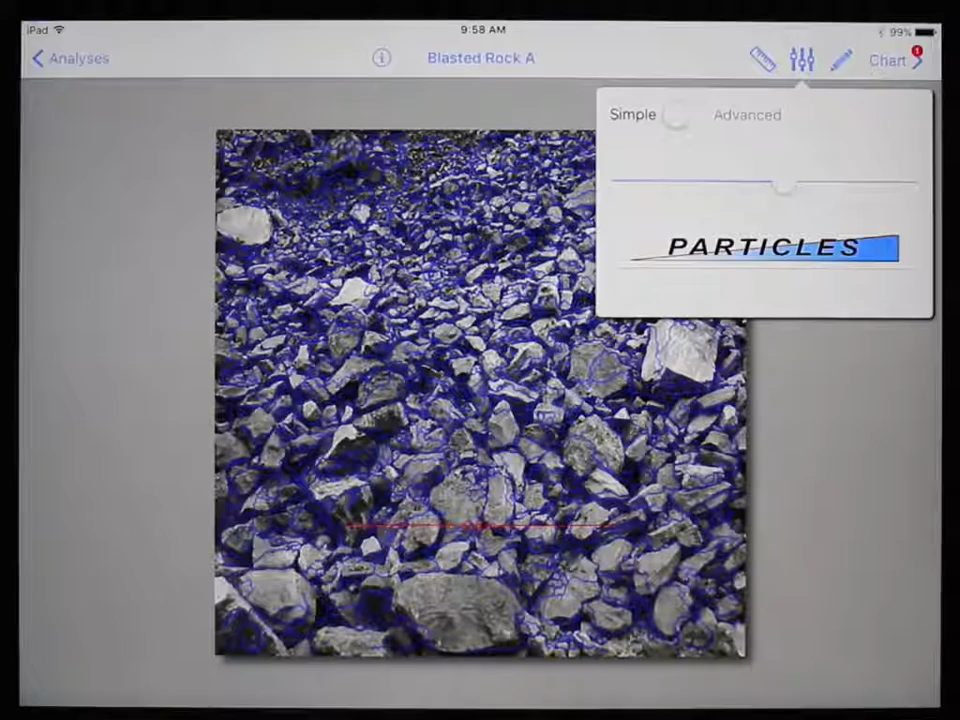 iPad 9:58 AM 99%
Analyses Blasted Rock A Chart 1
Simple Advanced
PARTICLES